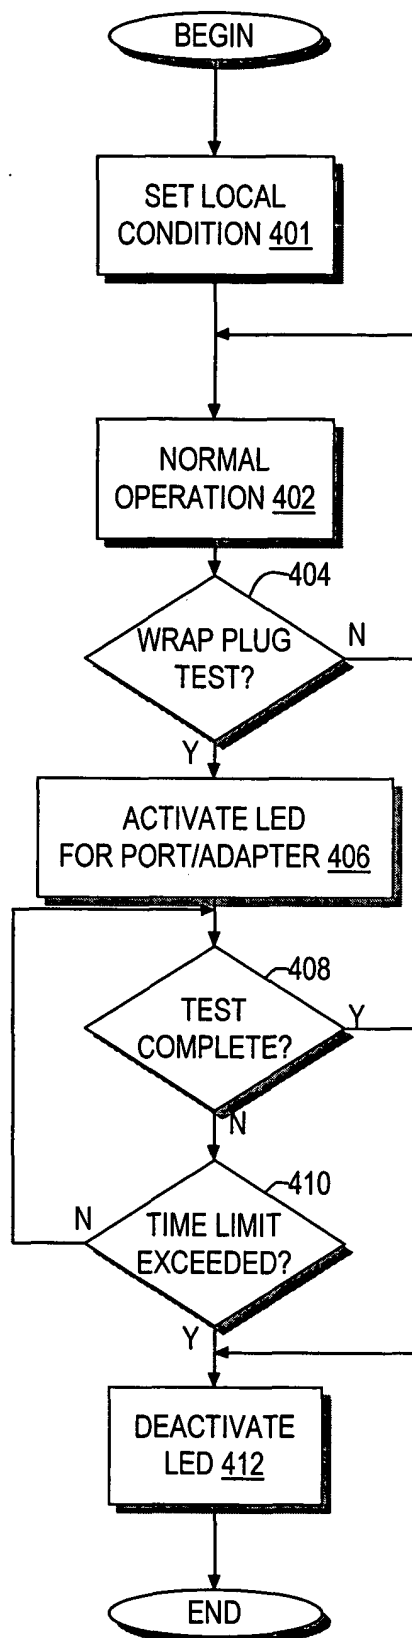 BEGIN
SET LOCAL
CONDITION 401
NORMAL
OPERATION 402
404
WRAP PLUG
TEST?
N
Y
ACTIVATE LED
FOR PORT/ADAPTER 406
408
TEST
COMPLETE?
Y
N
410
TIME LIMIT
EXCEEDED?
N
Y
DEACTIVATE
LED 412
END